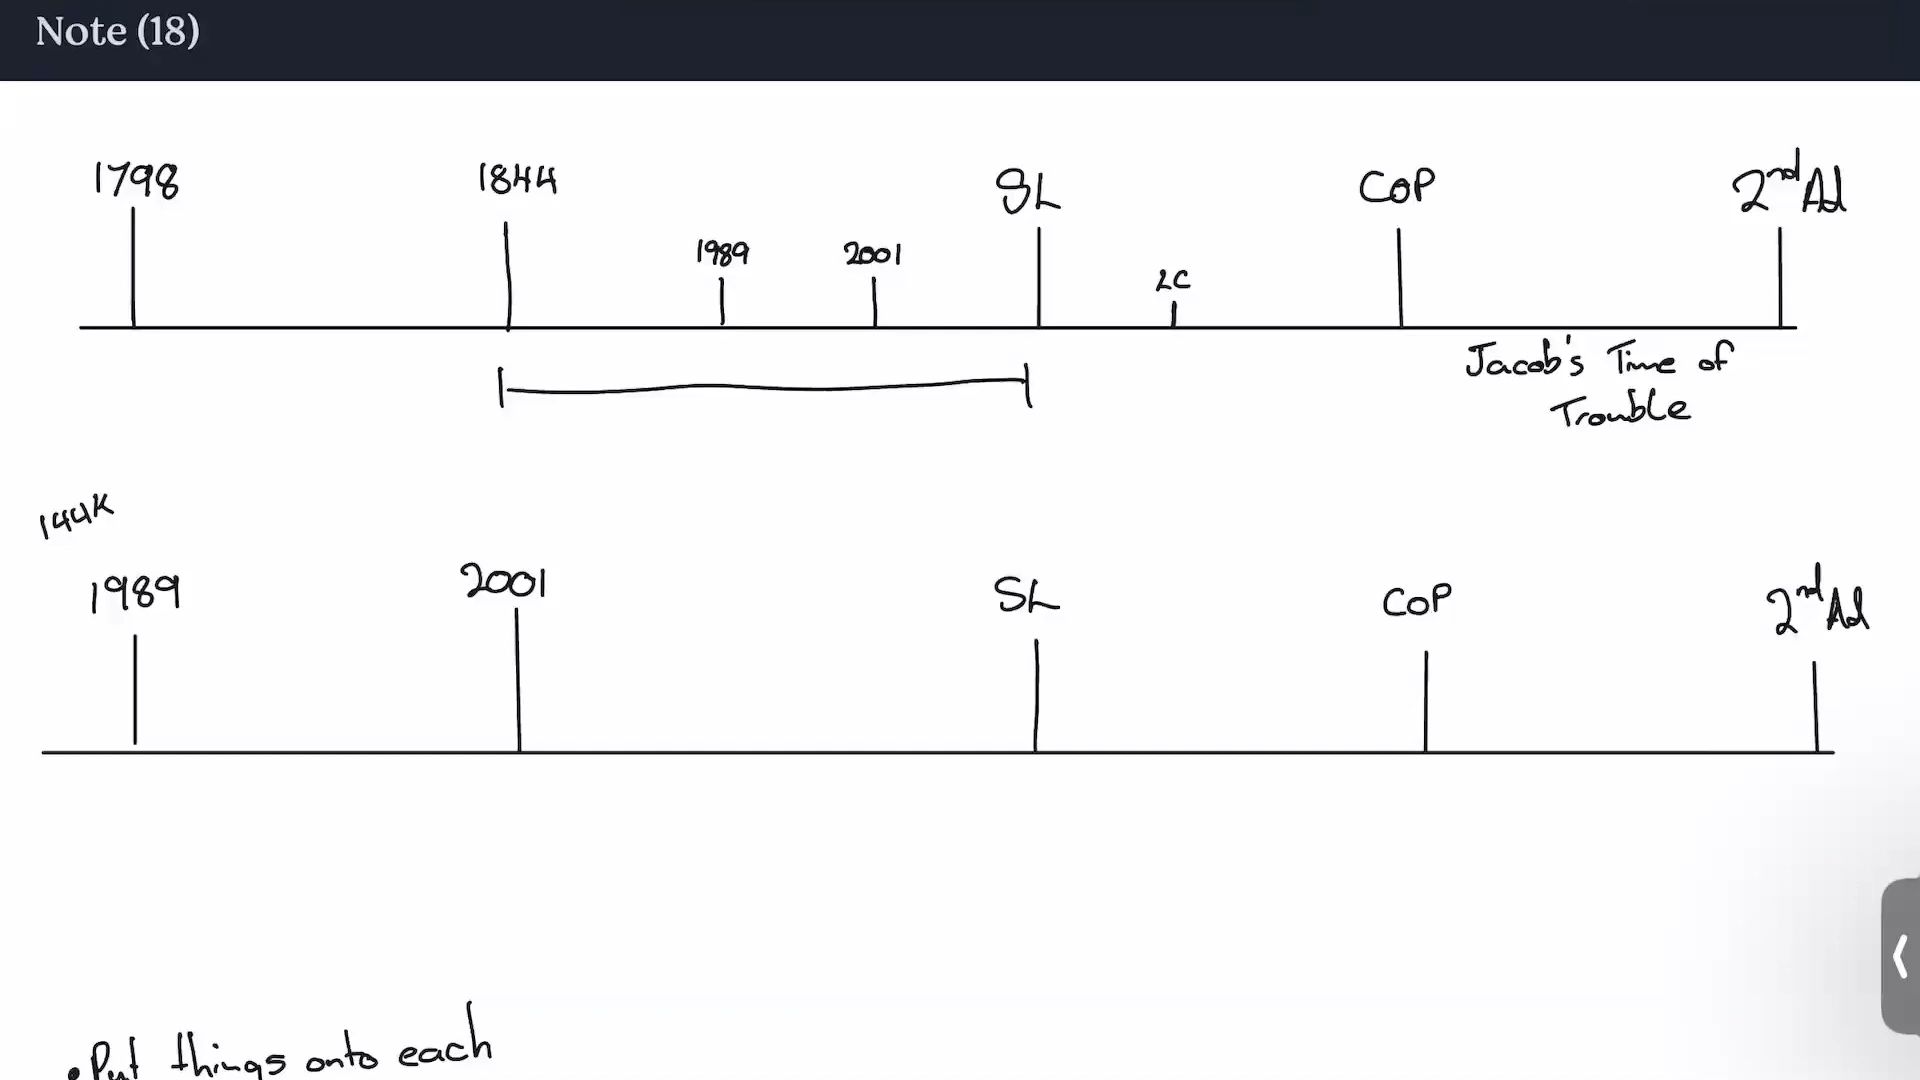 Note (18)
1798 1844 SL COP 2nd Ad
1989 2001 LC
Jacob's Time of
Trouble
144K
1989 2001 SL COP 2nd Ad
• Put things onto each